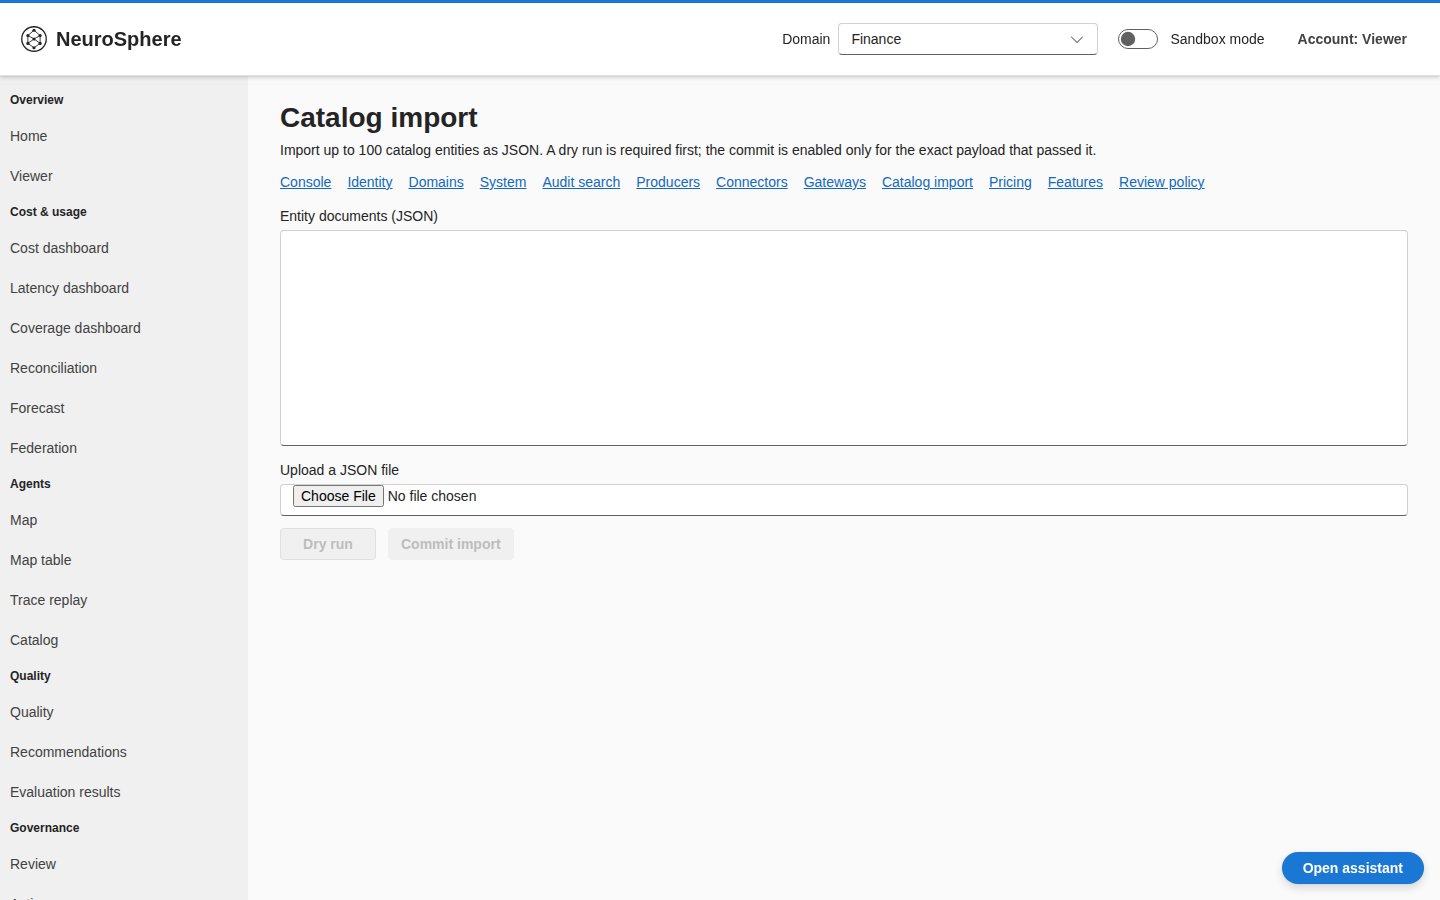 NeuroSphere
Domain
Finance
Sandbox mode
Account: Viewer
Overview
Home
Viewer
Cost & usage
Cost dashboard
Latency dashboard
Coverage dashboard
Reconciliation
Forecast
Federation
Agents
Map
Map table
Trace replay
Catalog
Quality
Quality
Recommendations
Evaluation results
Governance
Review
Catalog import
Import up to 100 catalog entities as JSON. A dry run is required first; the commit is enabled only for the exact payload that passed it.
Console Identity Domains System Audit search Producers Connectors Gateways Catalog import Pricing Features Review policy
Entity documents (JSON)
Upload a JSON file
Choose File No file chosen
Dry run Commit import
Open assistant